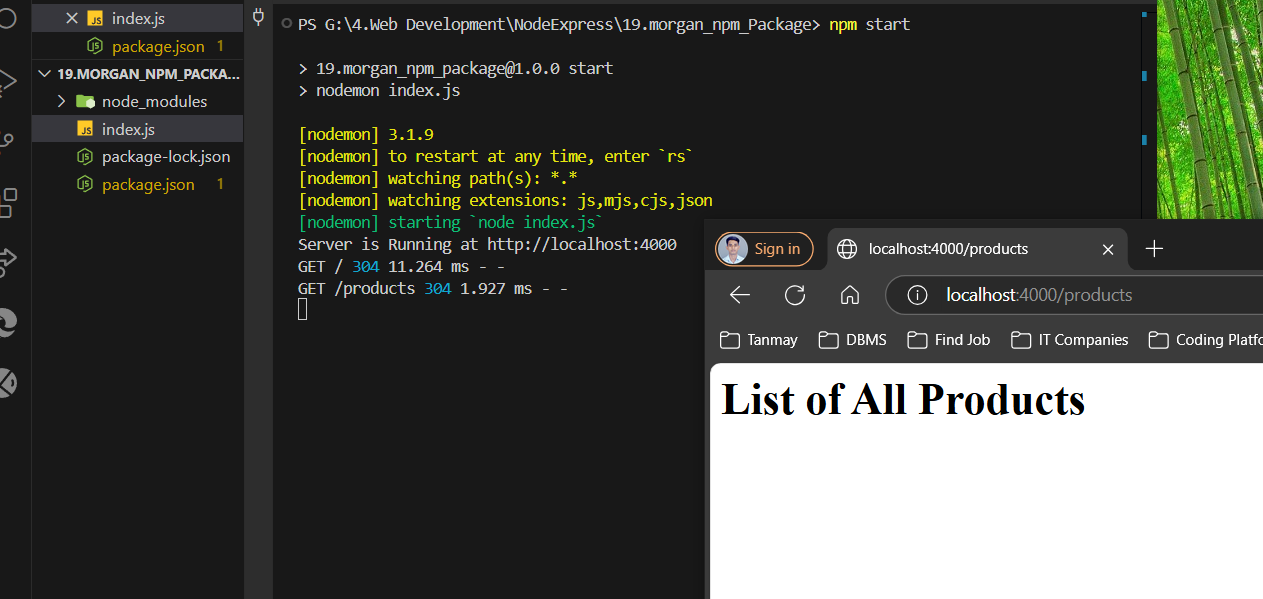 index.js
package.json 1
19.MORGAN_NPM_PACKA...
node_modules
index.js
package-lock.json
package.json 1
PS G:\4.Web Development\NodeExpress\19.morgan_npm_Package> npm start
> 19.morgan_npm_package@1.0.0 start
> nodemon index.js
[nodemon] 3.1.9
[nodemon] to restart at any time, enter `rs`
[nodemon] watching path(s): *.*
[nodemon] watching extensions: js,mjs,cjs,json
[nodemon] starting `node index.js`
Server is Running at http://localhost:4000
GET / 304 11.264 ms - -
GET /products 304 1.927 ms - -
Sign in
localhost:4000/products
localhost:4000/products
Tanmay DBMS Find Job IT Companies Coding Platfo
List of All Products